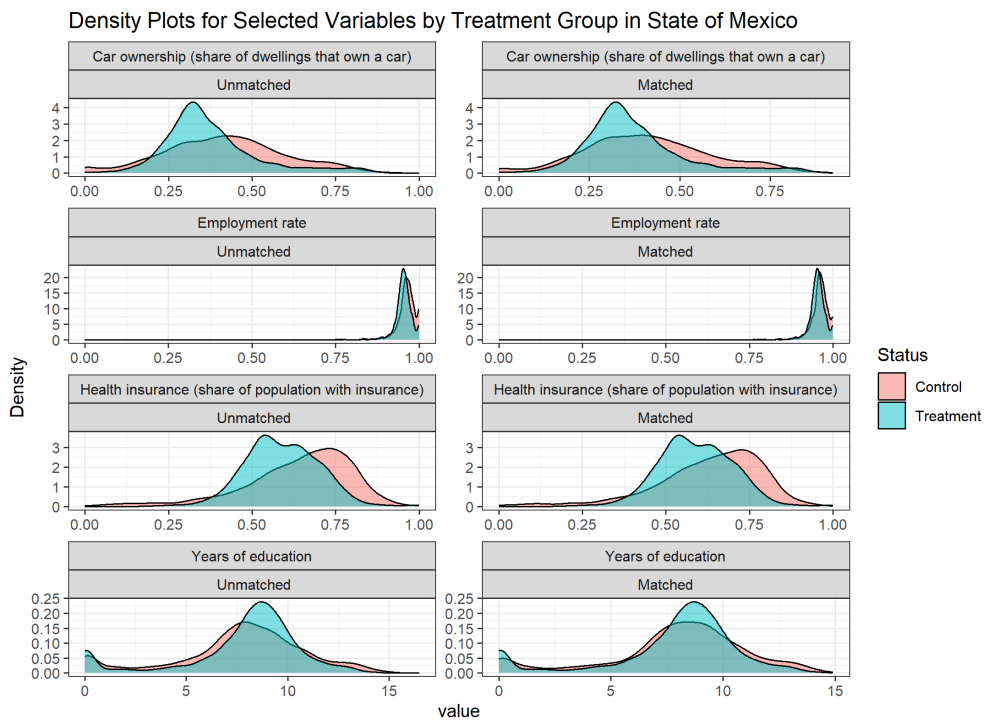 Density Plots for Selected Variables by Treatment Group in State of Mexico
Car ownership (share of dwellings that own a car)
Unmatched
4
3
2
1
0
0.00 0.25 0.50 0.75 1.00
Car ownership (share of dwellings that own a car)
Matched
4
3
2
1
0
0.00 0.25 0.50 0.75
Employment rate
Unmatched
20
15
10
5
0
0.00 0.25 0.50 0.75 1.00
Employment rate
Matched
20
15
10
5
0
0.00 0.25 0.50 0.75 1.00
Health insurance (share of population with insurance)
Unmatched
3
2
1
0
0.00 0.25 0.50 0.75 1.00
Health insurance (share of population with insurance)
Matched
3
2
1
0
0.00 0.25 0.50 0.75 1.00
Years of education
Unmatched
0.25
0.20
0.15
0.10
0.05
0.00
0 5 10 15
Years of education
Matched
0.25
0.20
0.15
0.10
0.05
0.00
0 5 10 15
Density
value
Status
Control
Treatment